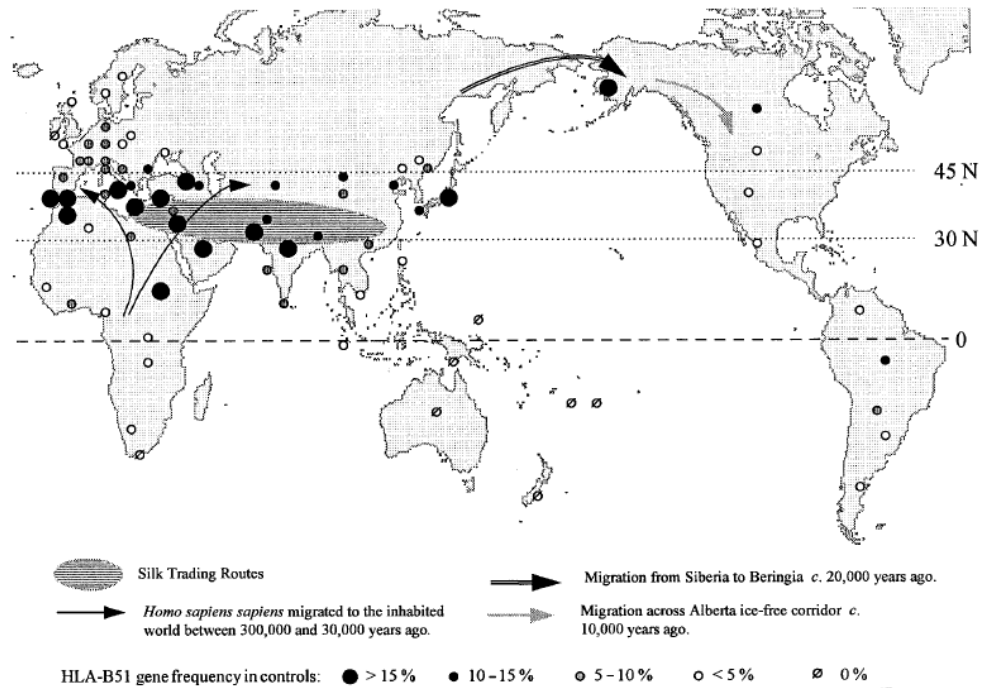 45 N
30 N
0
Silk Trading Routes
Migration from Siberia to Beringia c. 20,000 years ago.
Homo sapiens sapiens migrated to the inhabited
world between 300,000 and 30,000 years ago.
Migration across Alberta ice-free corridor c.
10,000 years ago.
HLA-B51 gene frequency in controls: > 15 % 10 – 15 % 5 – 10 % < 5 % 0 %